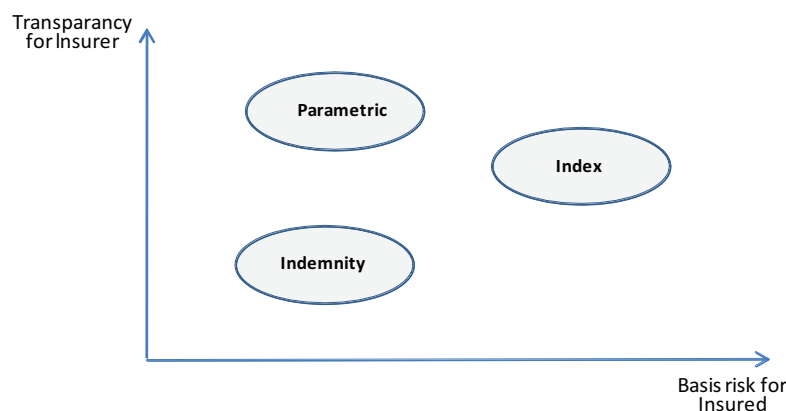 Transparancy
for Insurer
Parametric
Index
Indemnity
Basis risk for
Insured